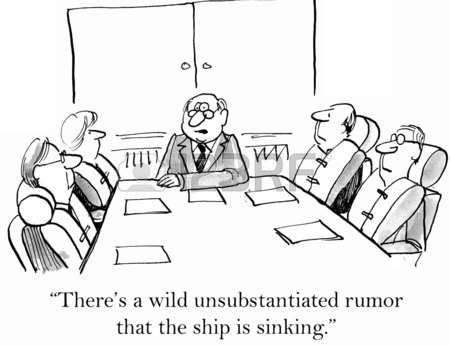 “There’s a wild unsubstantiated rumor
that the ship is sinking.”